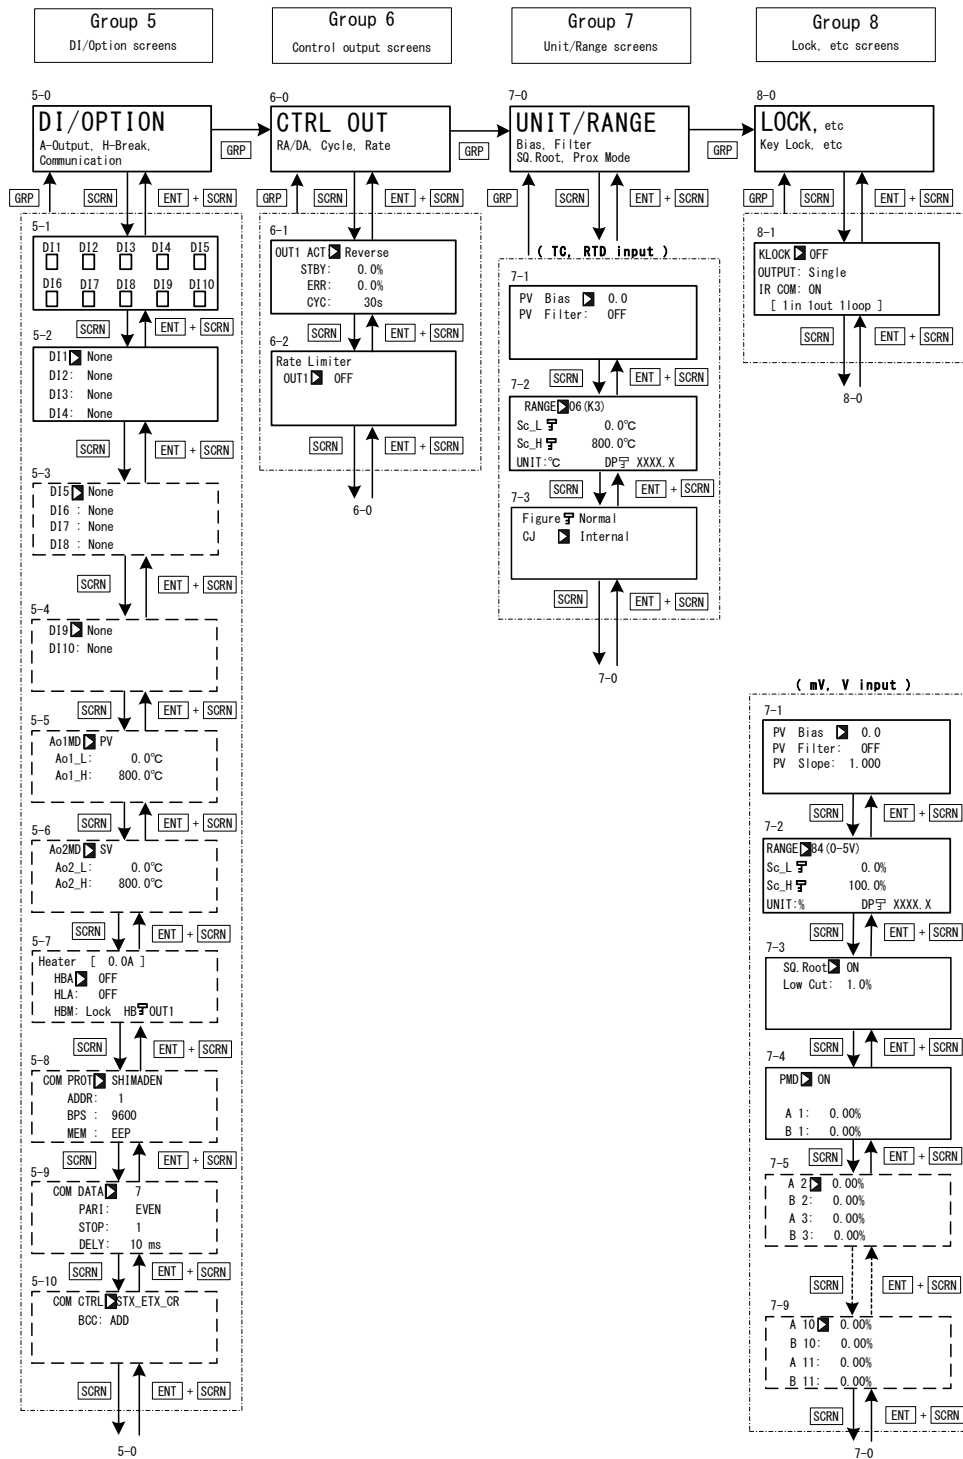 Group 5
DI/Option screens
Group 6
Control output screens
Group 7
Unit/Range screens
Group 8
Lock, etc screens
5-0
DI/OPTION
A-Output, H-Break,
Communication
GRP
6-0
CTRL OUT
RA/DA, Cycle, Rate
GRP
7-0
UNIT/RANGE
Bias, Filter
SQ.Root, Prox Mode
GRP
8-0
LOCK, etc
Key Lock, etc
GRP
SCRN
ENT + SCRN
5-1
DI1 DI2 DI3 DI4 DI5
DI6 DI7 DI8 DI9 DI10
SCRN
ENT + SCRN
5-2
DI1 None
DI2: None
DI3: None
DI4: None
SCRN
ENT + SCRN
5-3
DI5 None
DI6 : None
DI7 : None
DI8 : None
SCRN
ENT + SCRN
5-4
DI9 None
DI10: None
SCRN
ENT + SCRN
5-5
Ao1MD PV
Ao1_L: 0.0℃
Ao1_H: 800.0℃
SCRN
ENT + SCRN
5-6
Ao2MD SV
Ao2_L: 0.0℃
Ao2_H: 800.0℃
SCRN
ENT + SCRN
5-7
Heater [ 0.0A ]
HBA OFF
HLA: OFF
HBM: Lock HB OUT1
SCRN
ENT + SCRN
5-8
COM PROT SHIMADEN
ADDR: 1
BPS : 9600
MEM : EEP
SCRN
ENT + SCRN
5-9
COM DATA 7
PARI: EVEN
STOP: 1
DELY: 10 ms
SCRN
ENT + SCRN
5-10
COM CTRL STX_ETX_CR
BCC: ADD
SCRN
ENT + SCRN
5-0
GRP
SCRN
ENT + SCRN
6-1
OUT1 ACT Reverse
STBY: 0.0%
ERR: 0.0%
CYC: 30s
SCRN
ENT + SCRN
6-2
Rate Limiter
OUT1 OFF
SCRN
ENT + SCRN
6-0
GRP
SCRN
ENT + SCRN
( TC, RTD input )
7-1
PV Bias 0.0
PV Filter: OFF
SCRN
ENT + SCRN
7-2
RANGE 06(K3)
Sc_L 0.0℃
Sc_H 800.0℃
UNIT:℃ DP XXXX.X
SCRN
ENT + SCRN
7-3
Figure Normal
CJ Internal
SCRN
ENT + SCRN
7-0
GRP
SCRN
ENT + SCRN
8-1
KLOCK OFF
OUTPUT: Single
IR COM: ON
[ 1in 1out 1loop ]
SCRN
ENT + SCRN
8-0
( mV, V input )
7-1
PV Bias 0.0
PV Filter: OFF
PV Slope: 1.000
SCRN
ENT + SCRN
7-2
RANGE 84(0-5V)
Sc_L 0.0%
Sc_H 100.0%
UNIT:% DP XXXX.X
SCRN
ENT + SCRN
7-3
SQ.Root ON
Low Cut: 1.0%
SCRN
ENT + SCRN
7-4
PMD ON
A 1: 0.00%
B 1: 0.00%
SCRN
ENT + SCRN
7-5
A 2 0.00%
B 2: 0.00%
A 3: 0.00%
B 3: 0.00%
SCRN
ENT + SCRN
7-9
A 10 0.00%
B 10: 0.00%
A 11: 0.00%
B 11: 0.00%
SCRN
ENT + SCRN
7-0